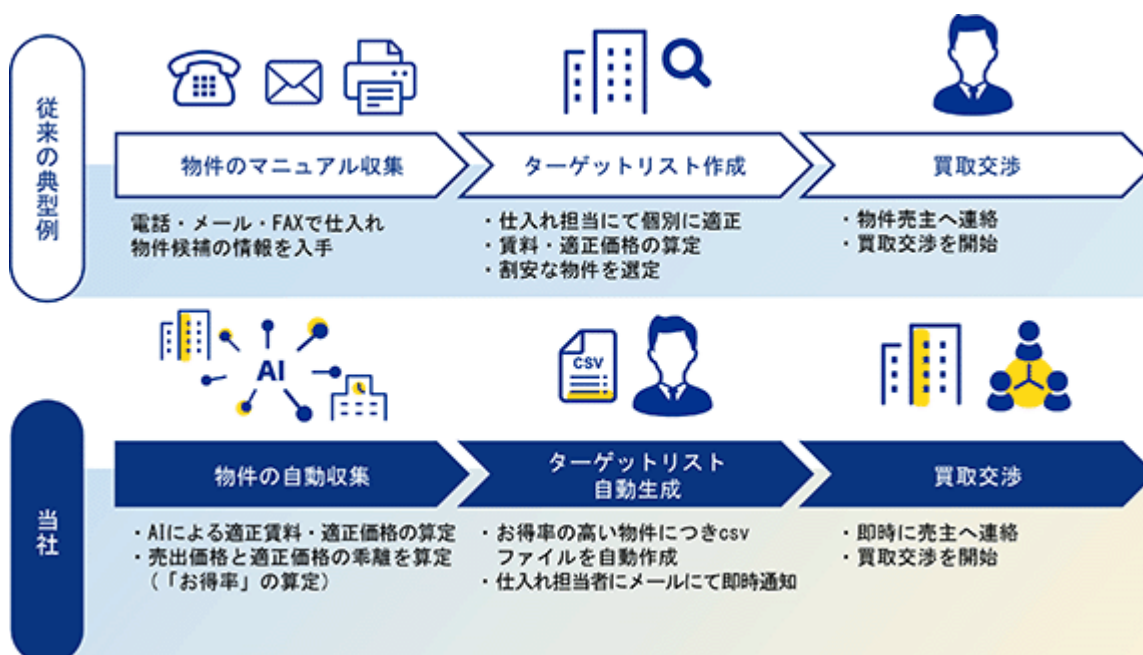 従来の典型例
物件のマニュアル収集
電話・メール・FAXで仕入れ
物件候補の情報を入手
ターゲットリスト作成
・仕入れ担当にて個別に適正
・賃料・適正価格の算定
・割安な物件を選定
買取交渉
・物件売主へ連絡
・買取交渉を開始
当社
AI
物件の自動収集
・AIによる適正賃料・適正価格の算定
・売出価格と適正価格の乖離を算定
（「お得率」の算定）
CSV
ターゲットリスト
自動生成
・お得率の高い物件につきcsv
ファイルを自動作成
・仕入れ担当者にメールにて即時通知
買取交渉
・即時に売主へ連絡
・買取交渉を開始